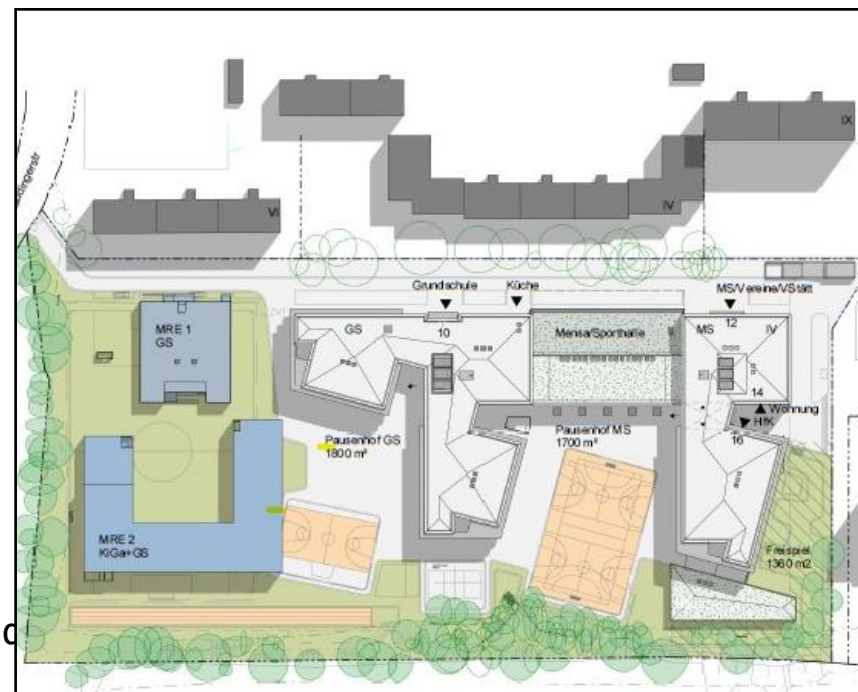 IX
IV
VI
Grundschule
Küche
MS/Vereine/VStätt
MRE 1
GS
GS
10
Mensa/Sporthalle
MS
12
IV
14
Wohnung
HfK
16
Pausenhof GS
1800 m²
Pausenhof MS
1700 m²
MRE 2
KiGa+GS
Freispiel
1360 m2